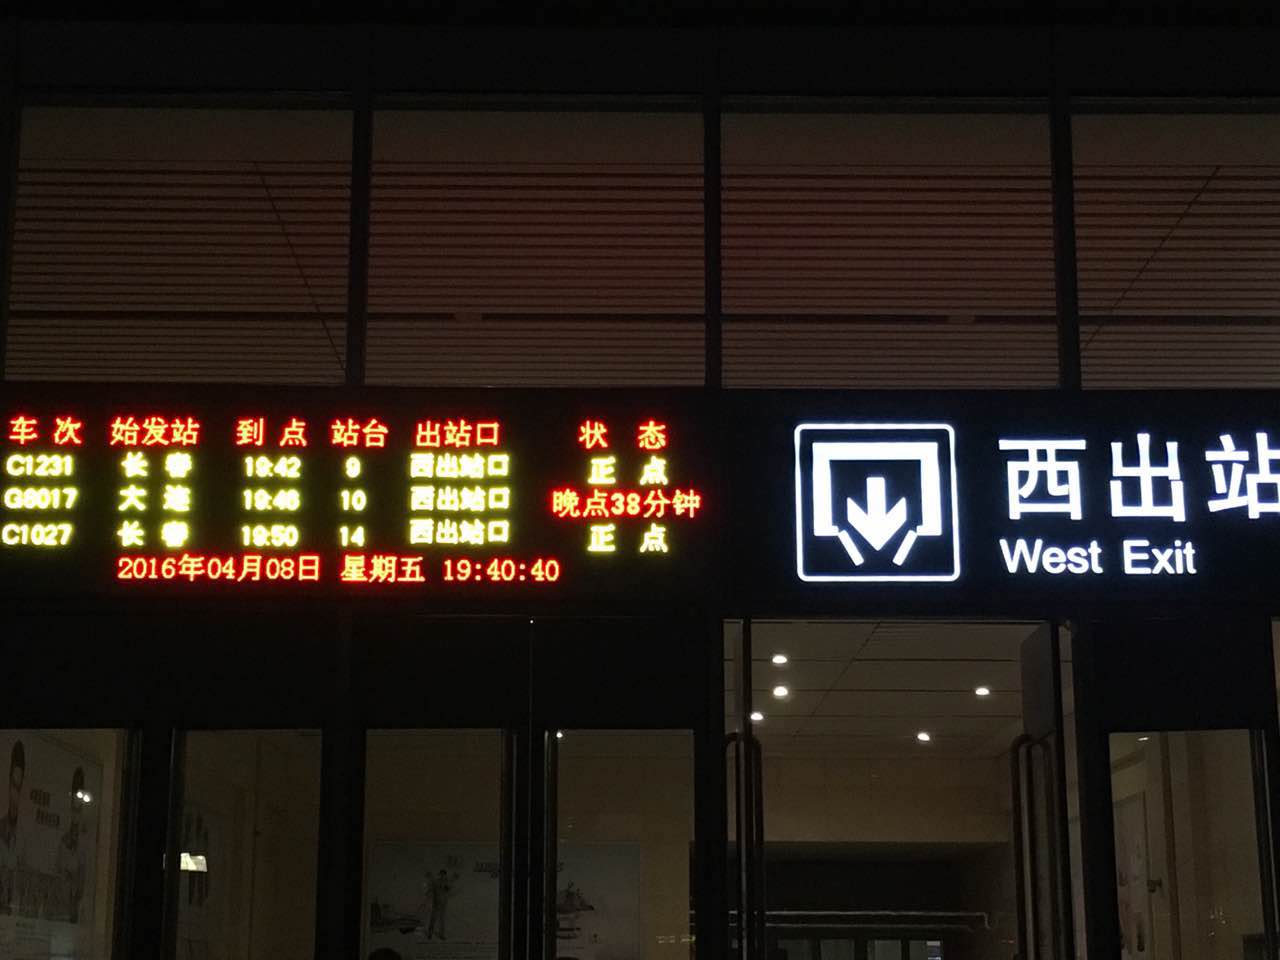 车次 始发站 到点 站台 出站口 状态
C1231 长春 19:42 9 西出站口 正点
G8017 大连 19:46 10 西出站口 晚点38分钟
C1027 长春 19:50 14 西出站口 正点
2016年04月08日 星期五 19:40:40
西出站
West Exit